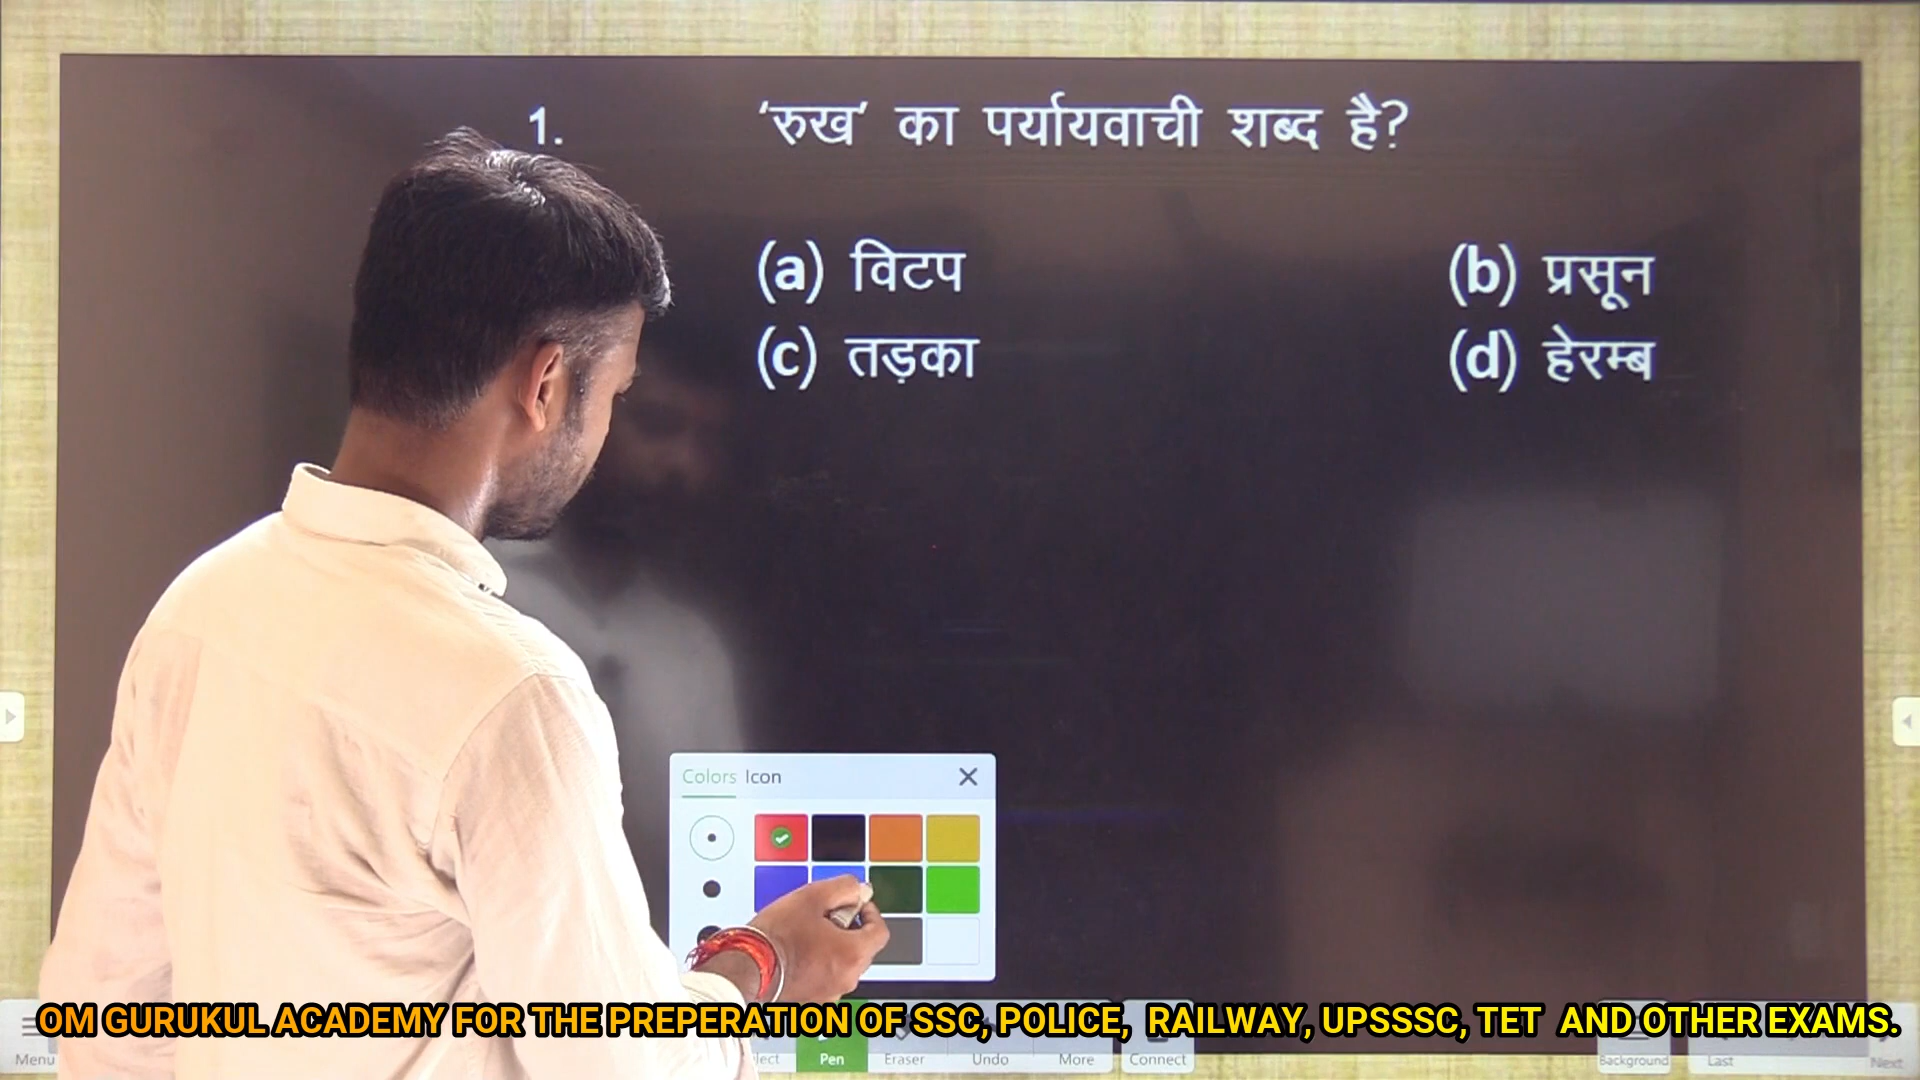 1. ‘रुख’ का पर्यायवाची शब्द है?
(a) विटप (b) प्रसून
(c) तड़का (d) हेरम्ब
Colors Icon
OM GURUKUL ACADEMY FOR THE PREPERATION OF SSC, POLICE, RAILWAY, UPSSSC, TET AND OTHER EXAMS.
Menu Pen Eraser Undo More Connect Background Last Next